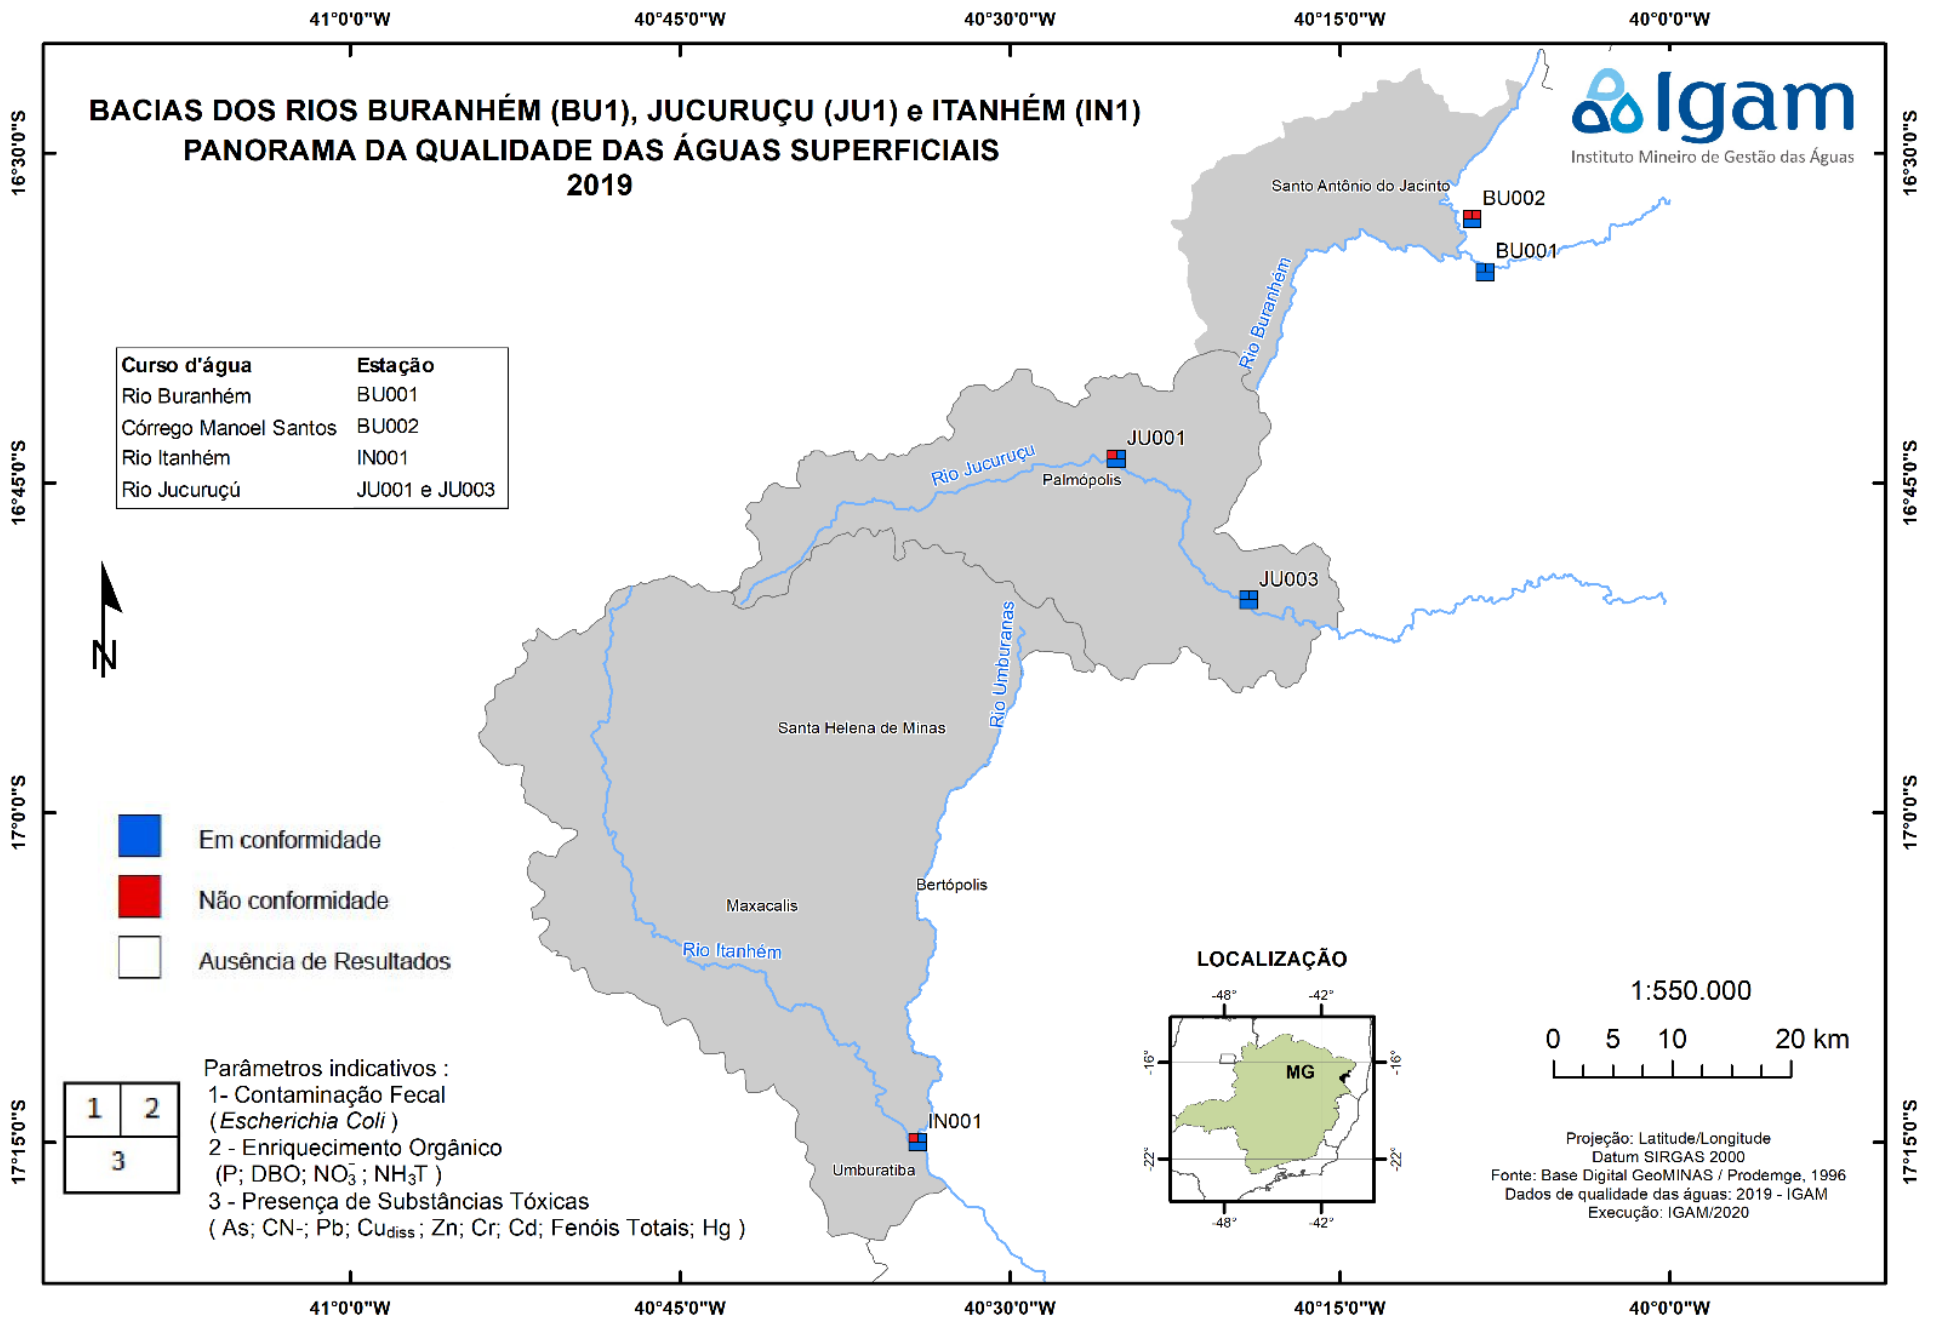 41°0'0"W 40°45'0"W 40°30'0"W 40°15'0"W 40°0'0"W
BACIAS DOS RIOS BURANHÉM (BU1), JUCURUÇU (JU1) e ITANHÉM (IN1)
PANORAMA DA QUALIDADE DAS ÁGUAS SUPERFICIAIS
2019
Igam
Instituto Mineiro de Gestão das Águas
16°30'0"S
16°30'0"S
Santo Antônio do Jacinto
BU002
BU001
Rio Buranhém
Curso d'água Estação
Rio Buranhém BU001
Córrego Manoel Santos BU002
Rio Itanhém IN001
Rio Jucuruçú JU001 e JU003
JU001
Rio Jucuruçu
Palmópolis
16°45'0"S
16°45'0"S
JU003
N
Rio Umburanas
Santa Helena de Minas
17°0'0"S
17°0'0"S
Em conformidade
Não conformidade
Ausência de Resultados
Bertópolis
Maxacalis
Rio Itanhém
IN001
Umburatiba
17°15'0"S
17°15'0"S
1 2
3
Parâmetros indicativos :
1- Contaminação Fecal
(Escherichia Coli )
2 - Enriquecimento Orgânico
(P; DBO; NO₃⁻; NH₃T )
3 - Presença de Substâncias Tóxicas
( As; CN-; Pb; Cudiss; Zn; Cr; Cd; Fenóis Totais; Hg )
LOCALIZAÇÃO
-48° -42°
-16° -16°
MG
-22° -22°
-48° -42°
1:550.000
0 5 10 20 km
Projeção: Latitude/Longitude
Datum SIRGAS 2000
Fonte: Base Digital GeoMINAS / Prodemge, 1996
Dados de qualidade das águas: 2019 - IGAM
Execução: IGAM/2020
41°0'0"W 40°45'0"W 40°30'0"W 40°15'0"W 40°0'0"W